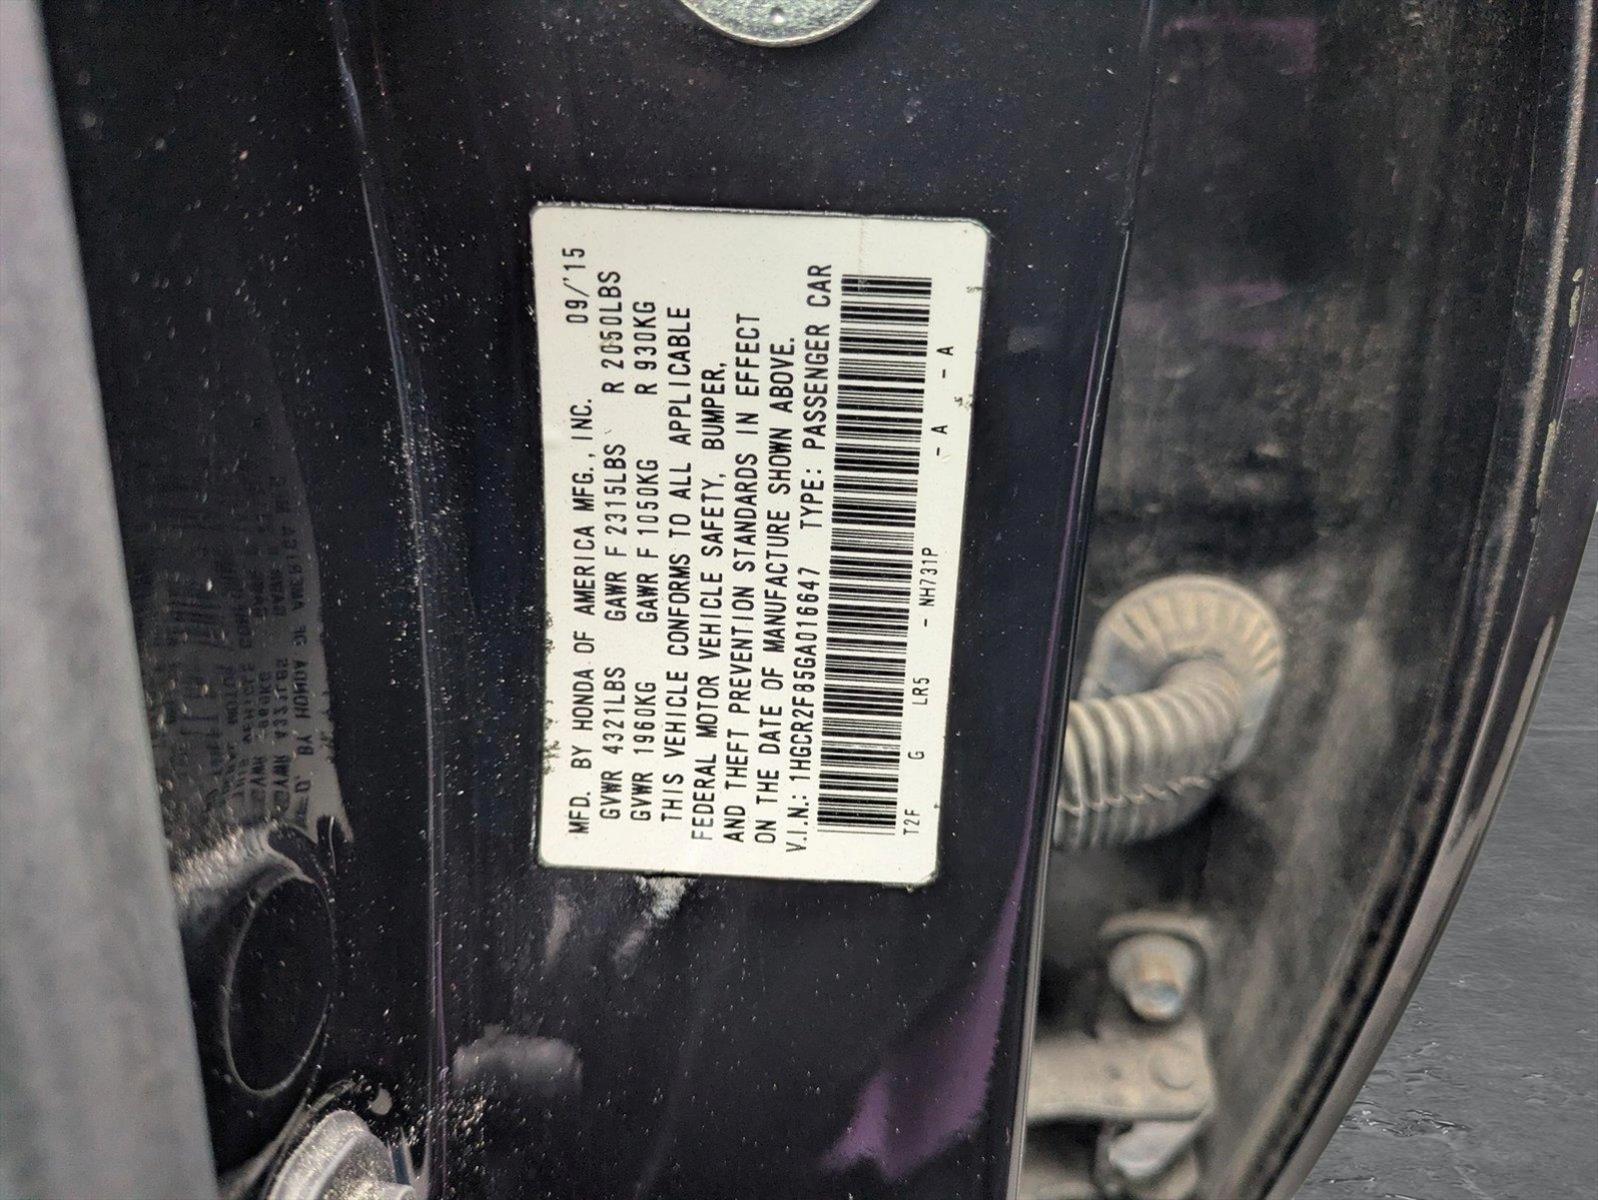 MFD. BY HONDA OF AMERICA MFG., INC. 09/'15
GVWR 4321LBS GAWR F 2315LBS R 2050LBS
GVWR 1960KG GAWR F 1050KG R 930KG
THIS VEHICLE CONFORMS TO ALL APPLICABLE
FEDERAL MOTOR VEHICLE SAFETY, BUMPER,
AND THEFT PREVENTION STANDARDS IN EFFECT
ON THE DATE OF MANUFACTURE SHOWN ABOVE.
V.I.N.: 1HGCR2F85GA016647 TYPE: PASSENGER CAR
T2F G LR5 - NH731P - A - A